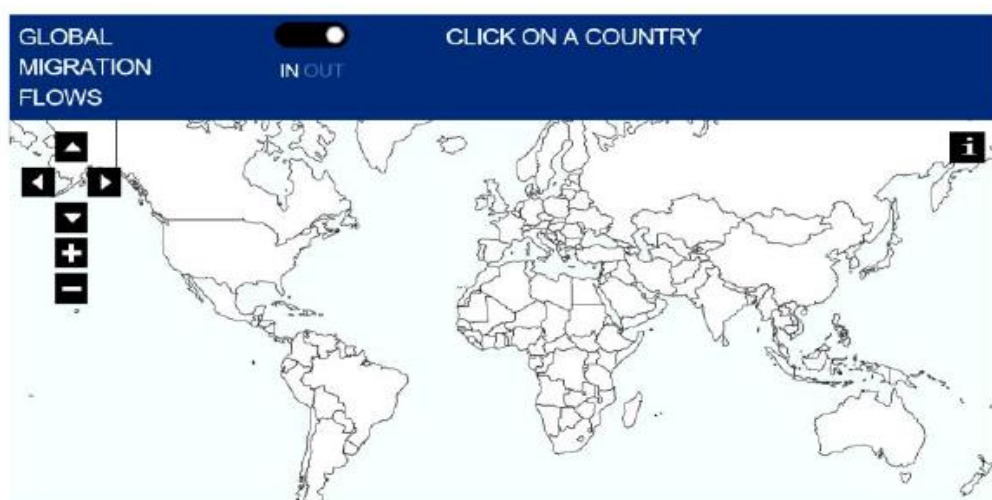 GLOBAL
MIGRATION
FLOWS
IN OUT
CLICK ON A COUNTRY
i